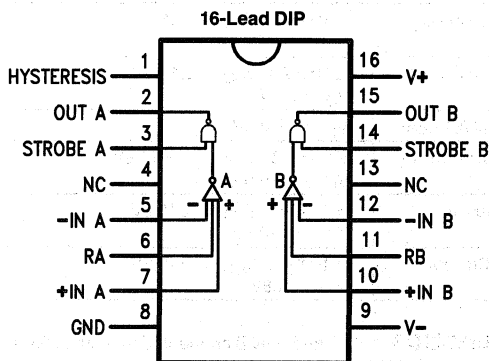 16-Lead DIP
HYSTERESIS 1 16 V+
OUT A 2 15 OUT B
STROBE A 3 14 STROBE B
NC 4 13 NC
A B
- + + -
-IN A 5 12 -IN B
RA 6 11 RB
+IN A 7 10 +IN B
GND 8 9 V-